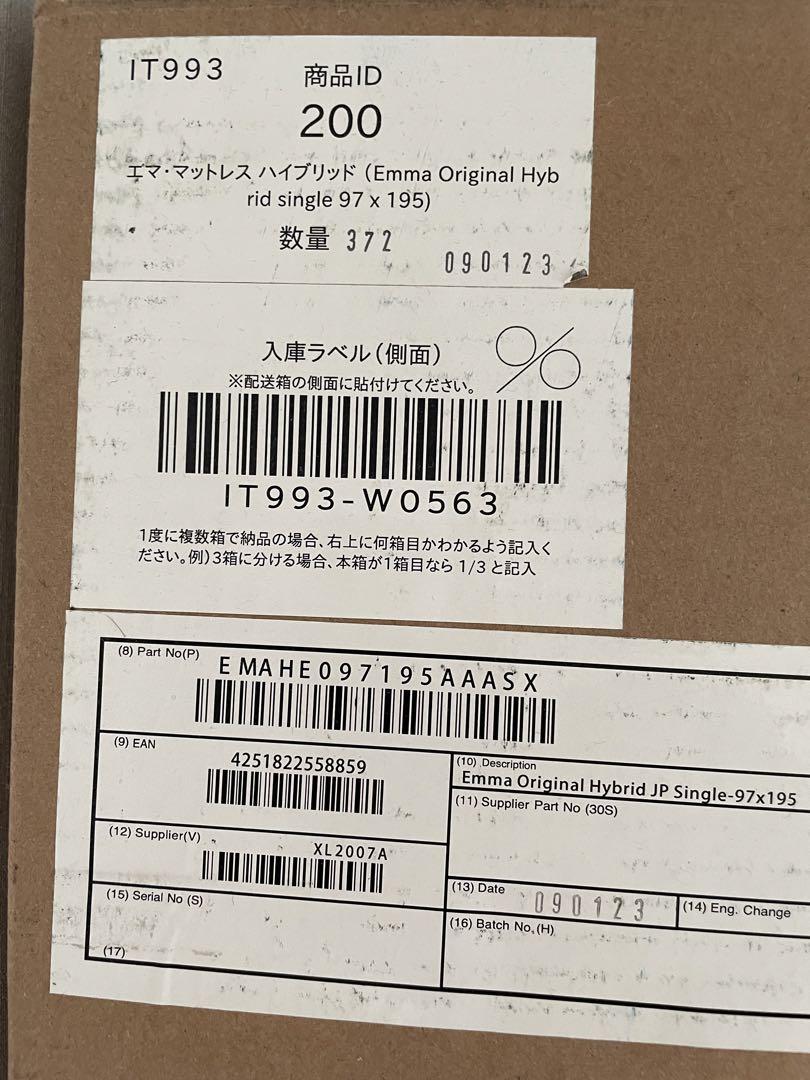 IT993
商品ID
200
エマ・マットレス ハイブリッド (Emma Original Hyb
rid single 97 x 195)
数量 372
090123
入庫ラベル(側面)
※配送箱の側面に貼付けてください。
IT993-W0563
1度に複数箱で納品の場合、右上に何箱目かわかるよう記入く
ださい。例)3箱に分ける場合、本箱が1箱目なら 1/3 と記入
(8) Part No(P)
EMAHE097195AAASX
(9) EAN
4251822558859
(10) Description
Emma Original Hybrid JP Single-97x195
(11) Supplier Part No (30S)
(12) Supplier(V)
XL2007A
(13) Date
090123
(14) Eng. Change
(15) Serial No (S)
(16) Batch No. (H)
(17)